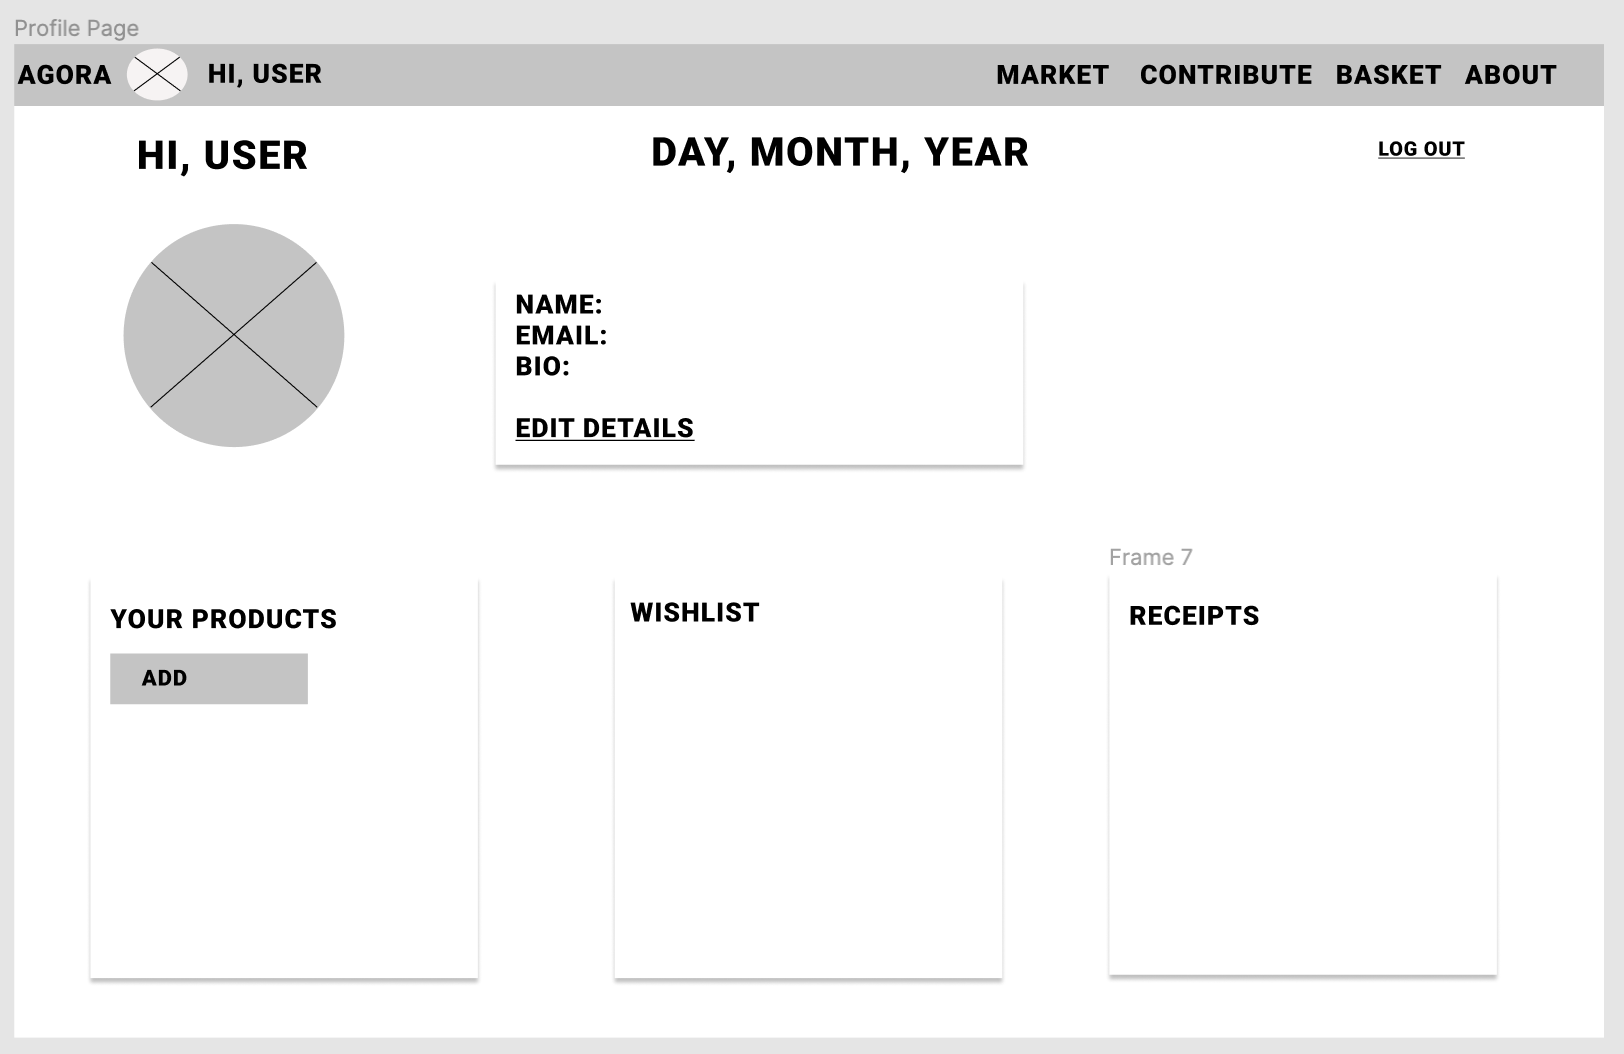 Profile Page
AGORA HI, USER MARKET CONTRIBUTE BASKET ABOUT
HI, USER DAY, MONTH, YEAR LOG OUT
NAME:
EMAIL:
BIO:
EDIT DETAILS
Frame 7
YOUR PRODUCTS WISHLIST RECEIPTS
ADD